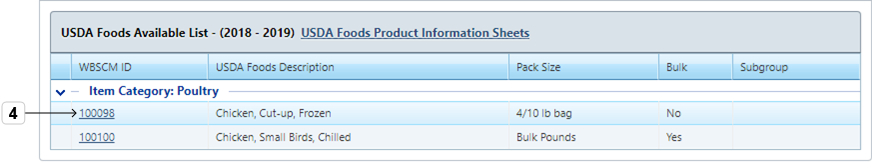 USDA Foods Available List - (2018 - 2019) USDA Foods Product Information Sheets
WBSCM ID USDA Foods Description Pack Size Bulk Subgroup
Item Category: Poultry
4 100098 Chicken, Cut-up, Frozen 4/10 lb bag No
100100 Chicken, Small Birds, Chilled Bulk Pounds Yes